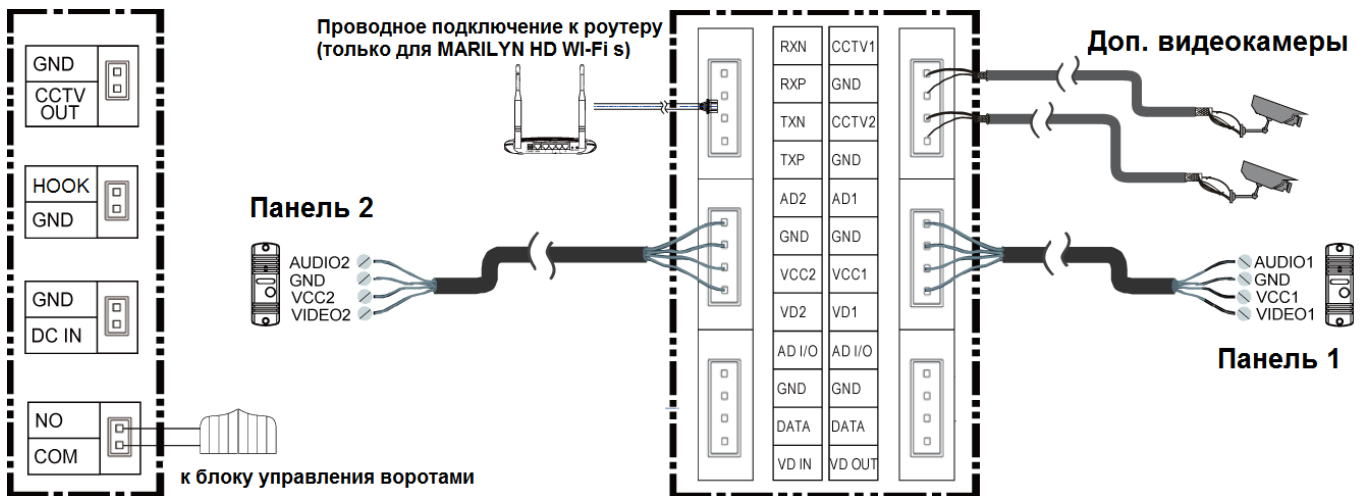 GND
CCTV
OUT
HOOK
GND
GND
DC IN
NO
COM
к блоку управления воротами
Проводное подключение к роутеру
(только для MARILYN HD WI-Fi s)
Панель 2
AUDIO2
GND
VCC2
VIDEO2
RXN CCTV1
RXP GND
TXN CCTV2
TXP GND
AD2 AD1
GND GND
VCC2 VCC1
VD2 VD1
AD I/O AD I/O
GND GND
DATA DATA
VD IN VD OUT
Доп. видеокамеры
AUDIO1
GND
VCC1
VIDEO1
Панель 1